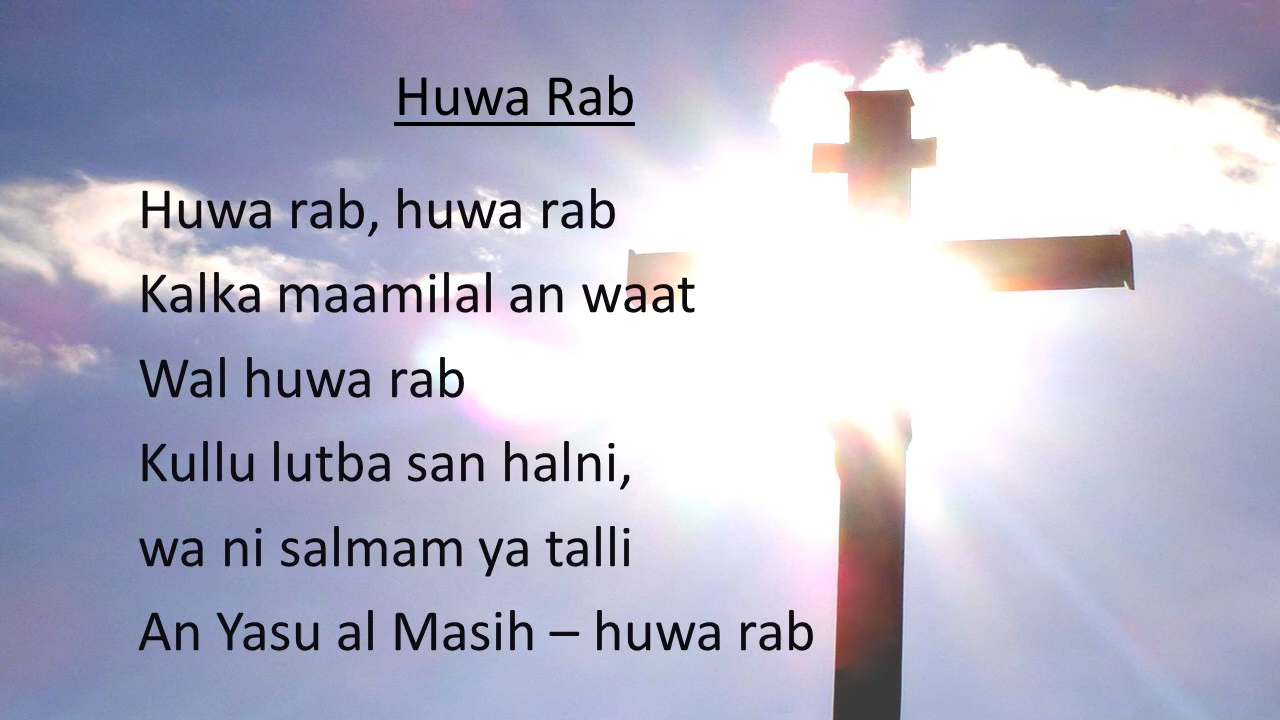 Huwa Rab
Huwa rab, huwa rab
Kalka maamilal an waat
Wal huwa rab
Kullu lutba san halni,
wa ni salmam ya talli
An Yasu al Masih – huwa rab